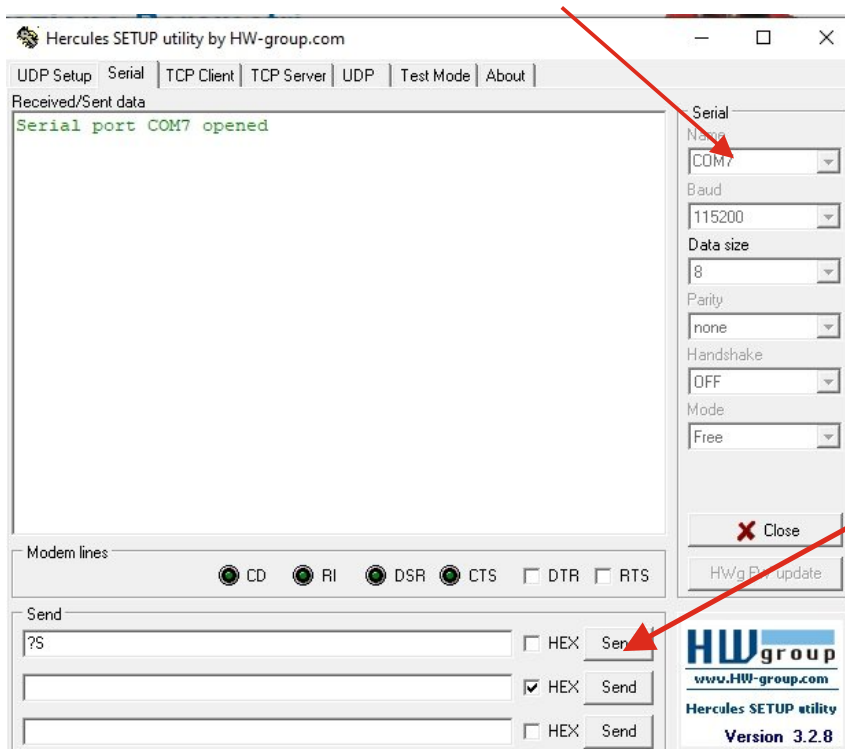 Hercules SETUP utility by HW-group.com
UDP Setup Serial TCP Client TCP Server UDP Test Mode About
Received/Sent data
Serial port COM7 opened
Serial
Name
COM7
Baud
115200
Data size
8
Parity
none
Handshake
OFF
Mode
Free
Close
HWg FW update
Modem lines
CD RI DSR CTS DTR RTS
Send
?S HEX Send
HEX Send
HEX Send
HWgroup
www.HW-group.com
Hercules SETUP utility
Version 3.2.8